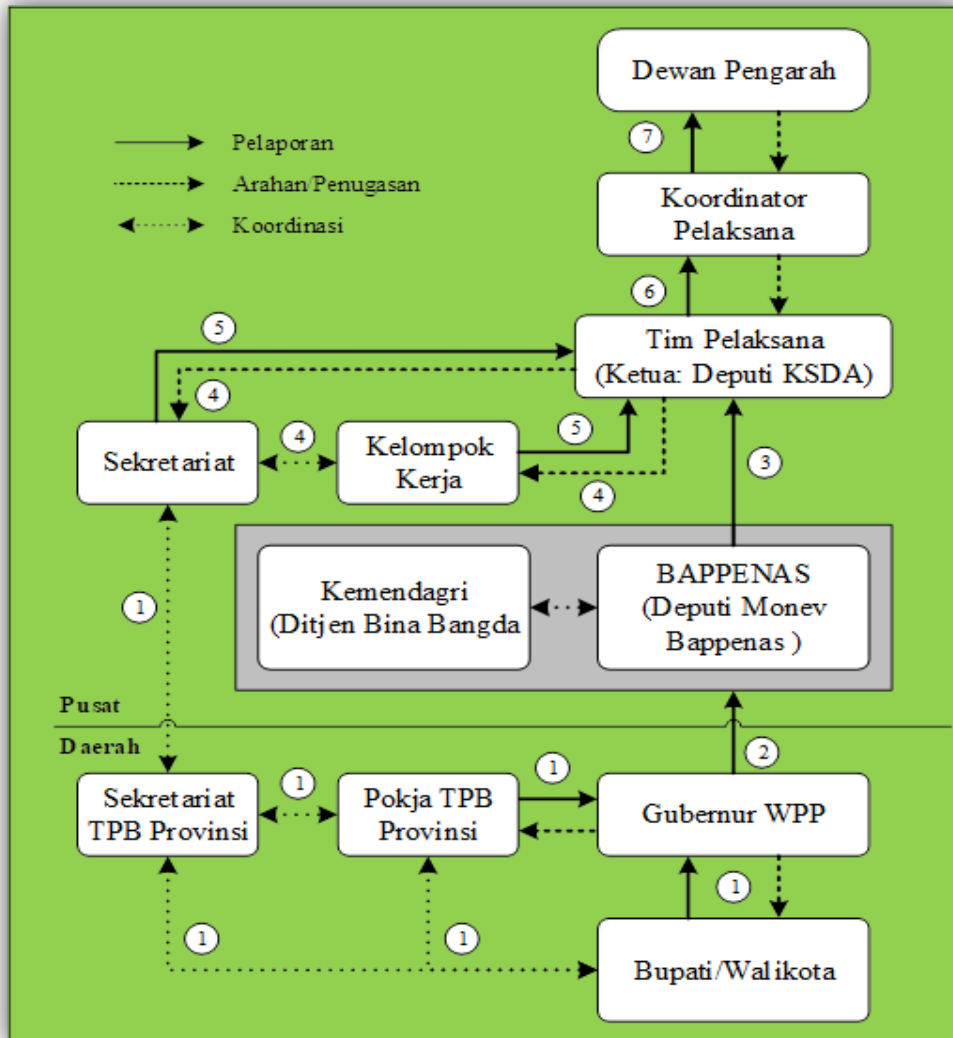 Dewan Pengarah
7
Pelaporan
Arahan/Penugasan
Koordinasi
Koordinator
Pelaksana
6
5
Tim Pelaksana
(Ketua: Deputi KSDA)
4
Sekretariat
4
Kelompok
Kerja
5
4
3
Kemendagri
(Ditjen Bina Bangda
BAPPENAS
(Deputi Monev
Bappenas )
1
Pusat
Daerah
2
Sekretariat
TPB Provinsi
1
Pokja TPB
Provinsi
1
Gubernur WPP
1
1
1
Bupati/Walikota